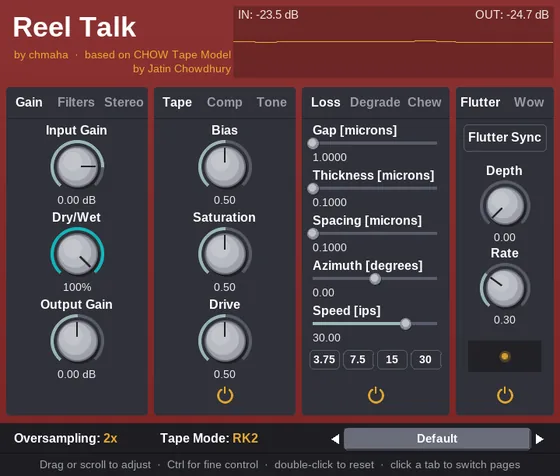 Reel Talk
by chmaha · based on CHOW Tape Model
by Jatin Chowdhury
IN: -23.5 dB OUT: -24.7 dB
Gain Filters Stereo
Input Gain
0.00 dB
Dry/Wet
100%
Output Gain
0.00 dB
Tape Comp Tone
Bias
0.50
Saturation
0.50
Drive
0.50
Loss Degrade Chew
Gap [microns]
1.0000
Thickness [microns]
0.1000
Spacing [microns]
0.1000
Azimuth [degrees]
0.00
Speed [ips]
30.00
3.75 7.5 15 30
Flutter Wow
Flutter Sync
Depth
0.00
Rate
0.30
Oversampling: 2x Tape Mode: RK2 Default
Drag or scroll to adjust · Ctrl for fine control · double-click to reset · click a tab to switch pages